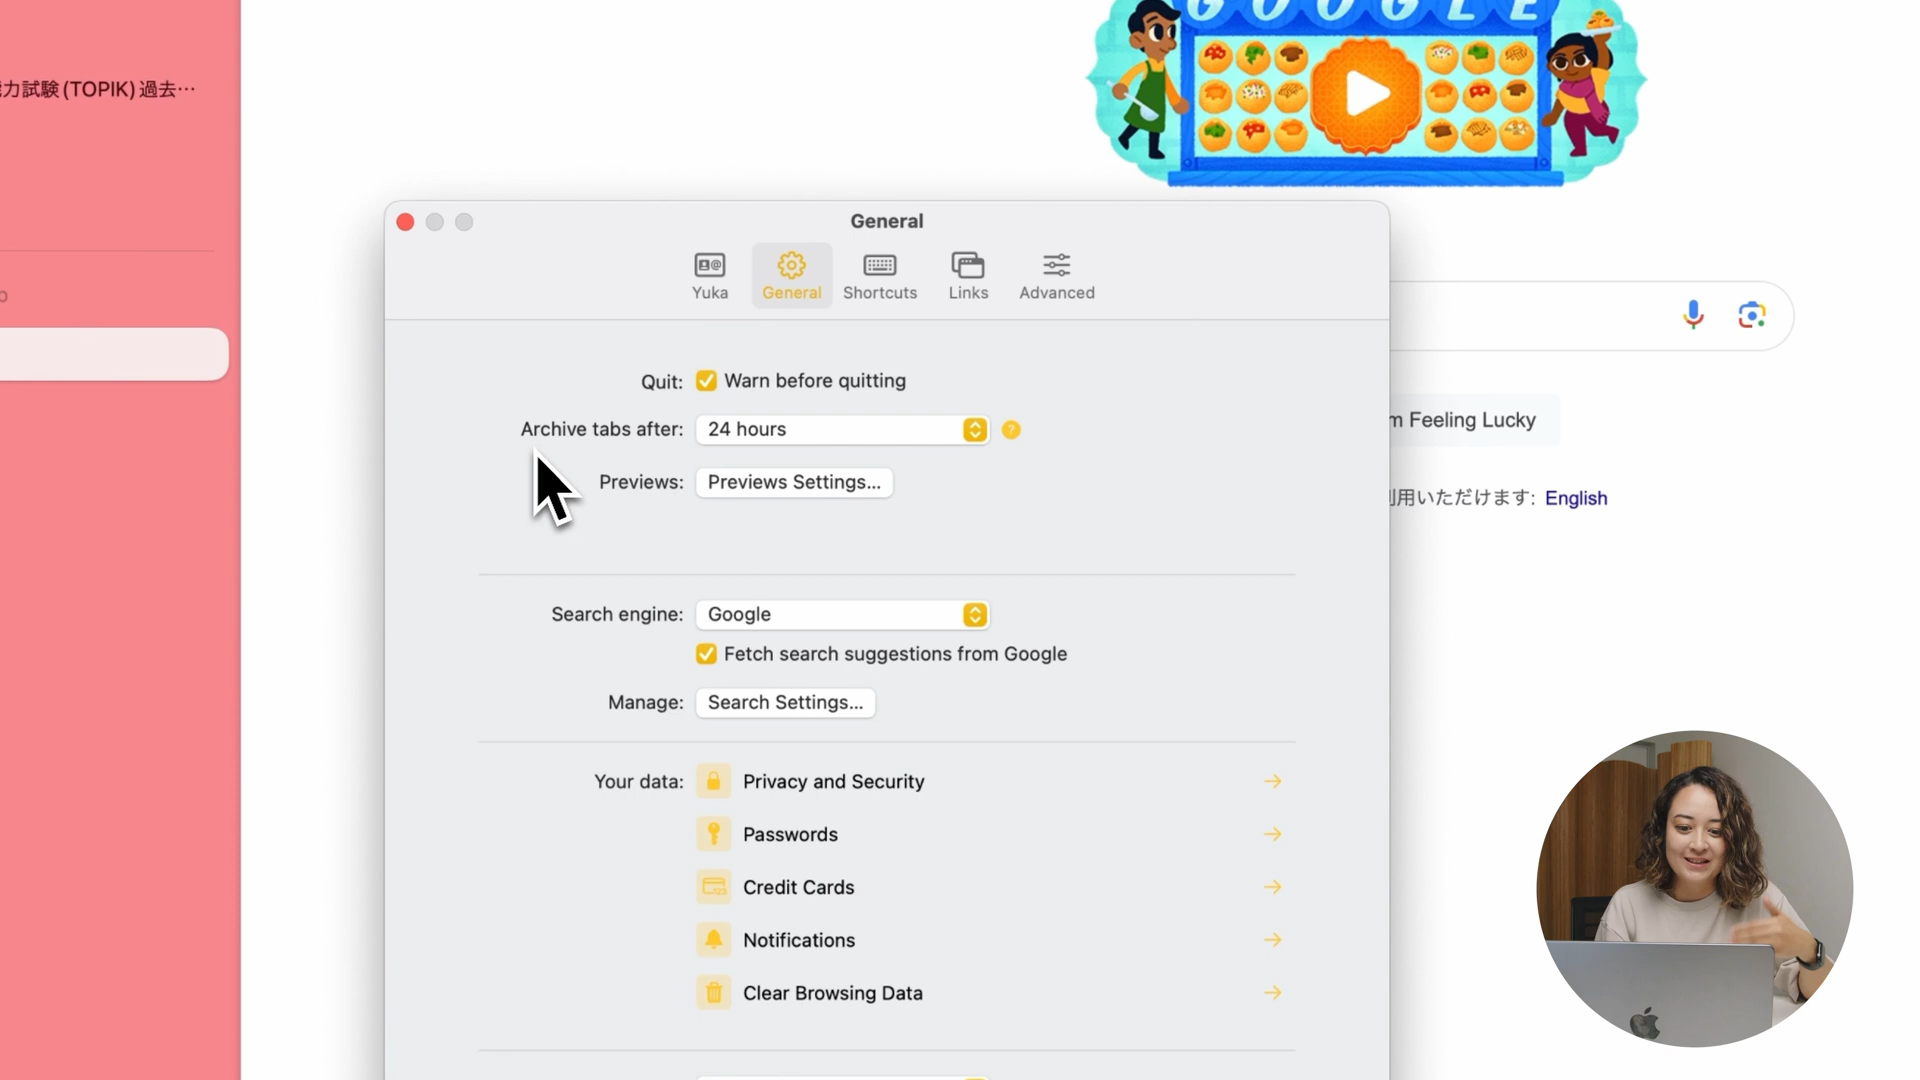 GOOGLE
力試験(TOPIK)過去…
General
Yuka
General
Shortcuts
Links
Advanced
Quit: Warn before quitting
Archive tabs after: 24 hours ?
Previews: Previews Settings...
Feeling Lucky
用いただけます: English
Search engine: Google
Fetch search suggestions from Google
Manage: Search Settings...
Your data: Privacy and Security
Passwords
Credit Cards
Notifications
Clear Browsing Data